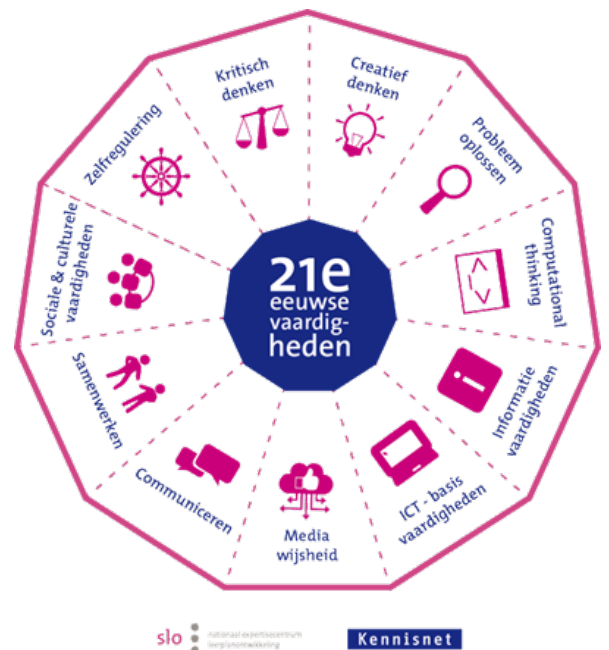 Kritisch
denken
Creatief
denken
Probleem
oplossen
Computational
thinking
Informatie
vaardigheden
ICT - basis
vaardigheden
Media
wijsheid
Communiceren
Samenwerken
Sociale & culturele
vaardigheden
Zelfregulering
21e
eeuwse
vaardig-
heden
slo
nationaal expertisecentrum
leerplanontwikkeling
Kennisnet